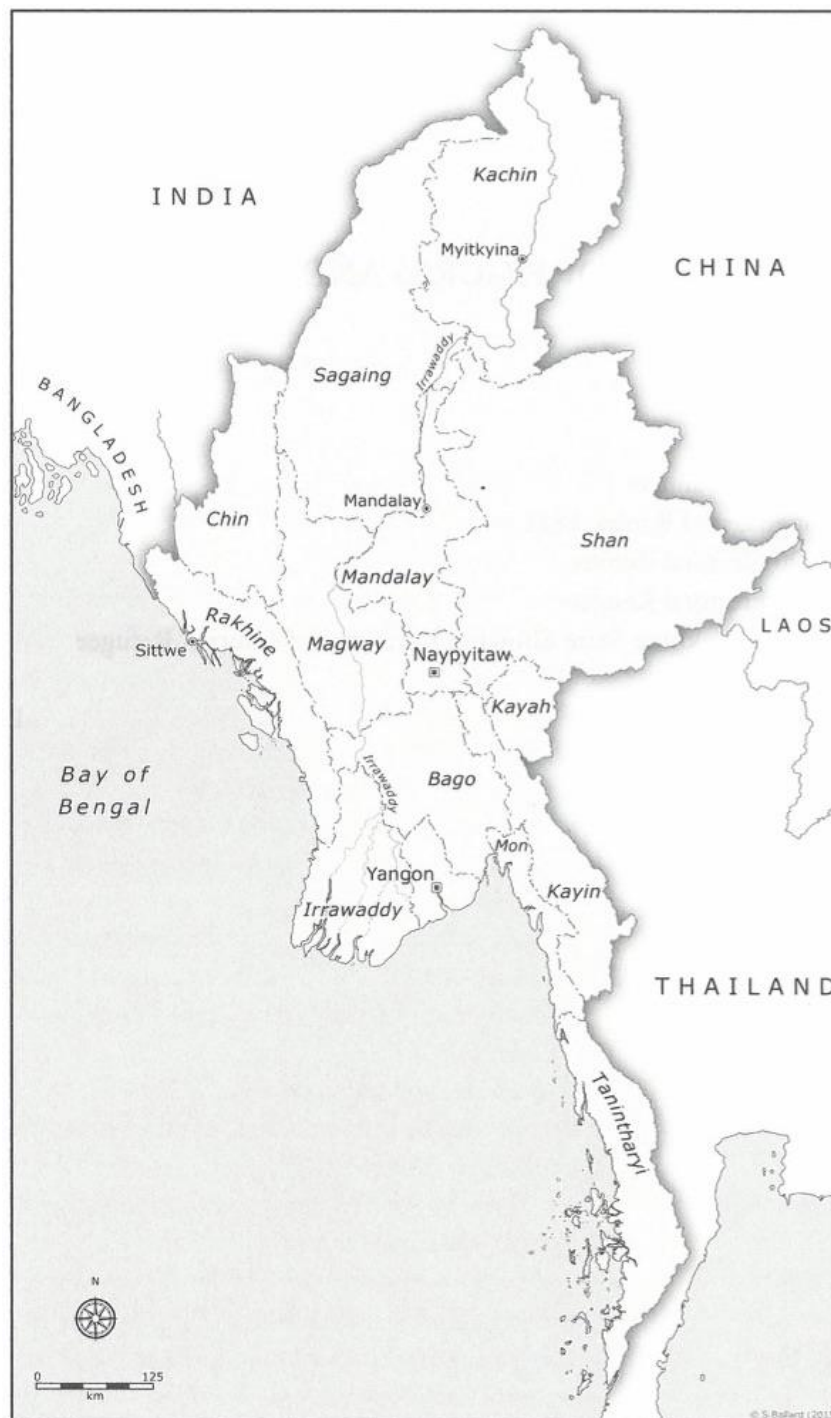 Kachin
INDIA
Myitkyina
CHINA
Irrawaddy
Sagaing
BANGLADESH
Mandalay
Chin
Shan
Mandalay
Rakhine
LAOS
Magway
Naypyitaw
Sittwe
Kayah
Bay of
Bengal
Irrawaddy
Bago
Mon
Yangon
Kayin
Irrawaddy
THAILAND
Tanintharyi
N
0 125
km